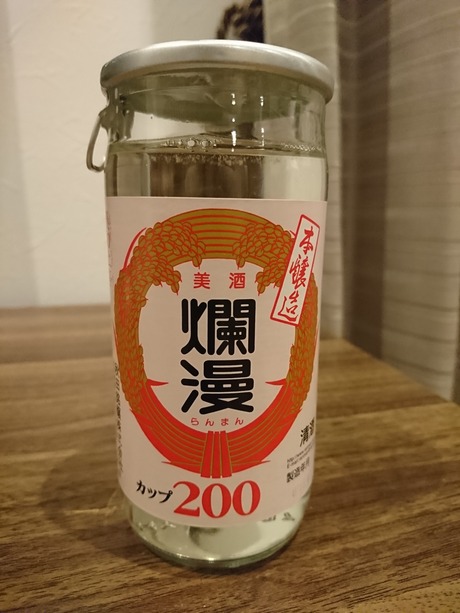 本醸造
美酒
爛漫
らんまん
カップ200
清酒